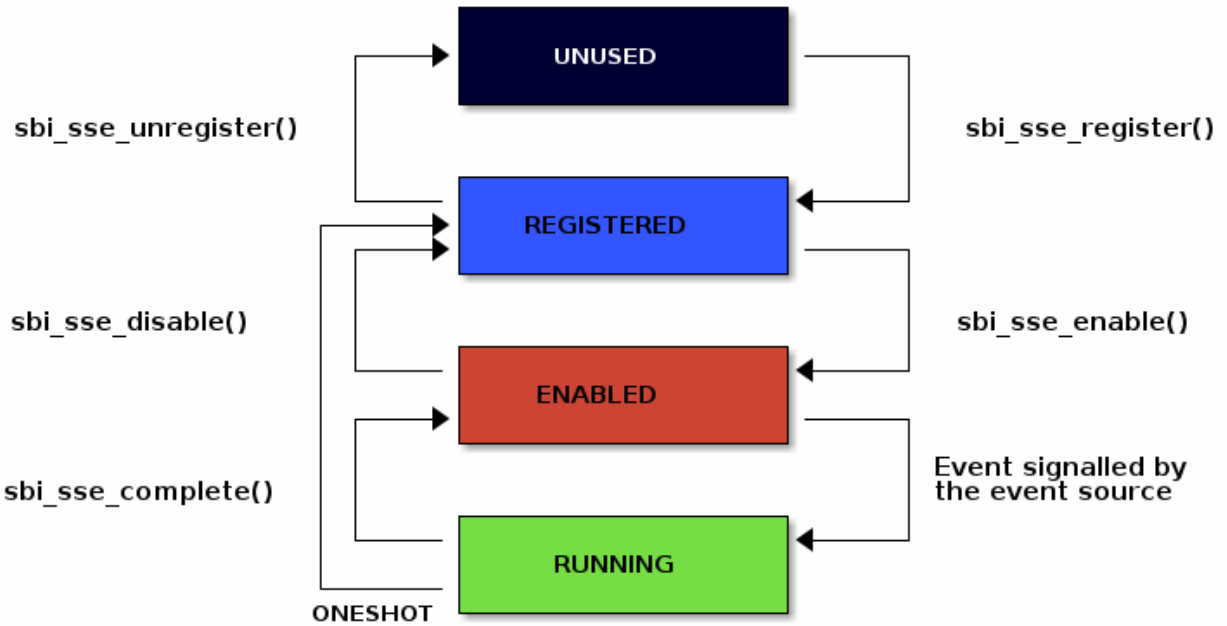 UNUSED
sbi_sse_unregister()
sbi_sse_register()
REGISTERED
sbi_sse_disable()
sbi_sse_enable()
ENABLED
sbi_sse_complete()
Event signalled by
the event source
RUNNING
ONESHOT